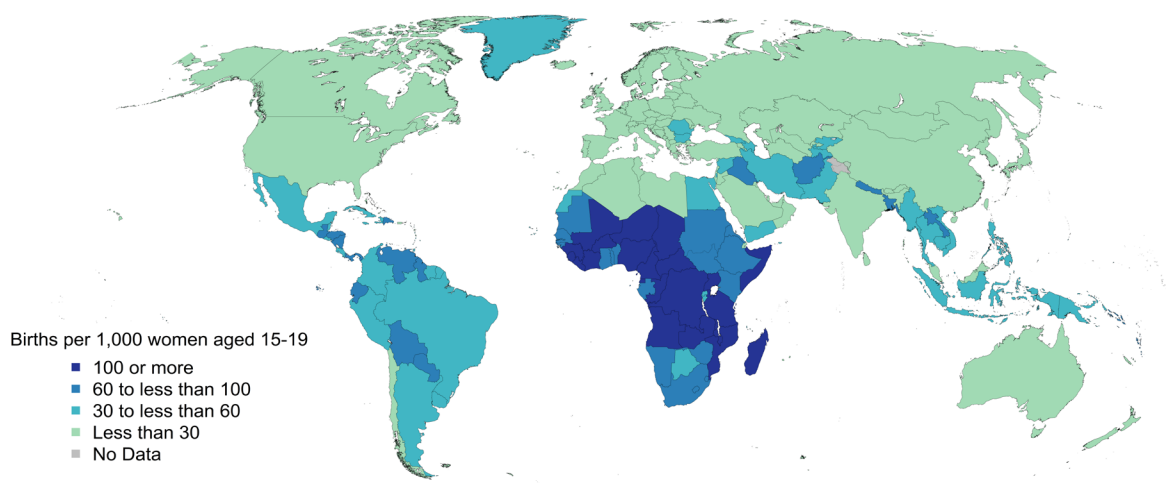 Births per 1,000 women aged 15-19
100 or more
60 to less than 100
30 to less than 60
Less than 30
No Data